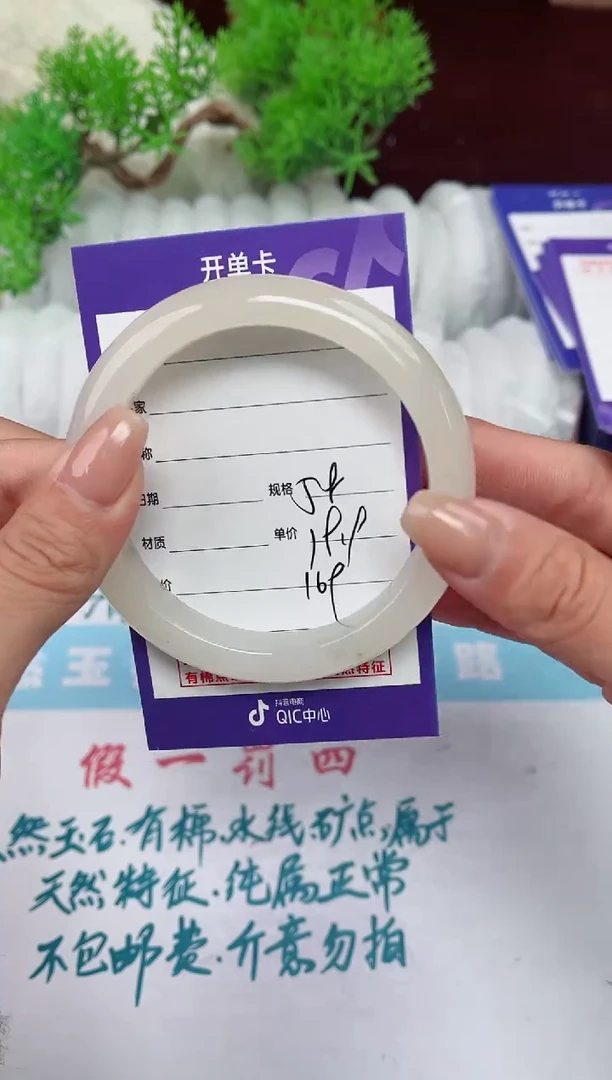 开单卡
家
称
日期
规格 54
材质
单价
价
169
有棉
特征
抖音电商
QIC中心
假一罚四
然玉石.有棉.水线.矿点,属于
天然特征.纯属正常
不包邮费.介意勿拍